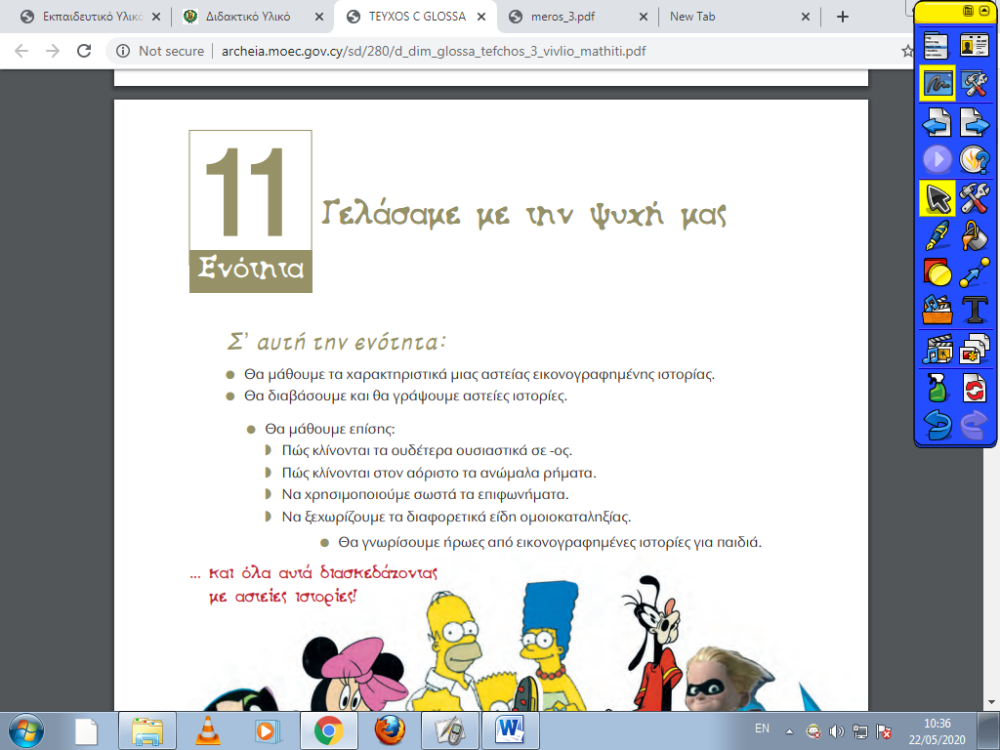 Εκπαιδευτικό Υλικό
Διδακτικό Υλικό
TEYXOS C GLOSSA
meros_3.pdf
New Tab
Not secure
archeia.moec.gov.cy/sd/280/d_dim_glossa_tefchos_3_vivlio_mathiti.pdf
11
Ενότητα
Γελάσαμε με την ψυχή μας
Σ' αυτή την ενότητα:
Θα μάθουμε τα χαρακτηριστικά μιας αστείας εικονογραφημένης ιστορίας.
Θα διαβάσουμε και θα γράψουμε αστείες ιστορίες.
Θα μάθουμε επίσης:
Πώς κλίνονται τα ουδέτερα ουσιαστικά σε -ος.
Πώς κλίνονται στον αόριστο τα ανώμαλα ρήματα.
Να χρησιμοποιούμε σωστά τα επιφωνήματα.
Να ξεχωρίζουμε τα διαφορετικά είδη ομοιοκαταληξίας.
Θα γνωρίσουμε ήρωες από εικονογραφημένες ιστορίες για παιδιά.
... και όλα αυτά διασκεδάζοντας
με αστείες ιστορίες!
EN
10:36
22/05/2020